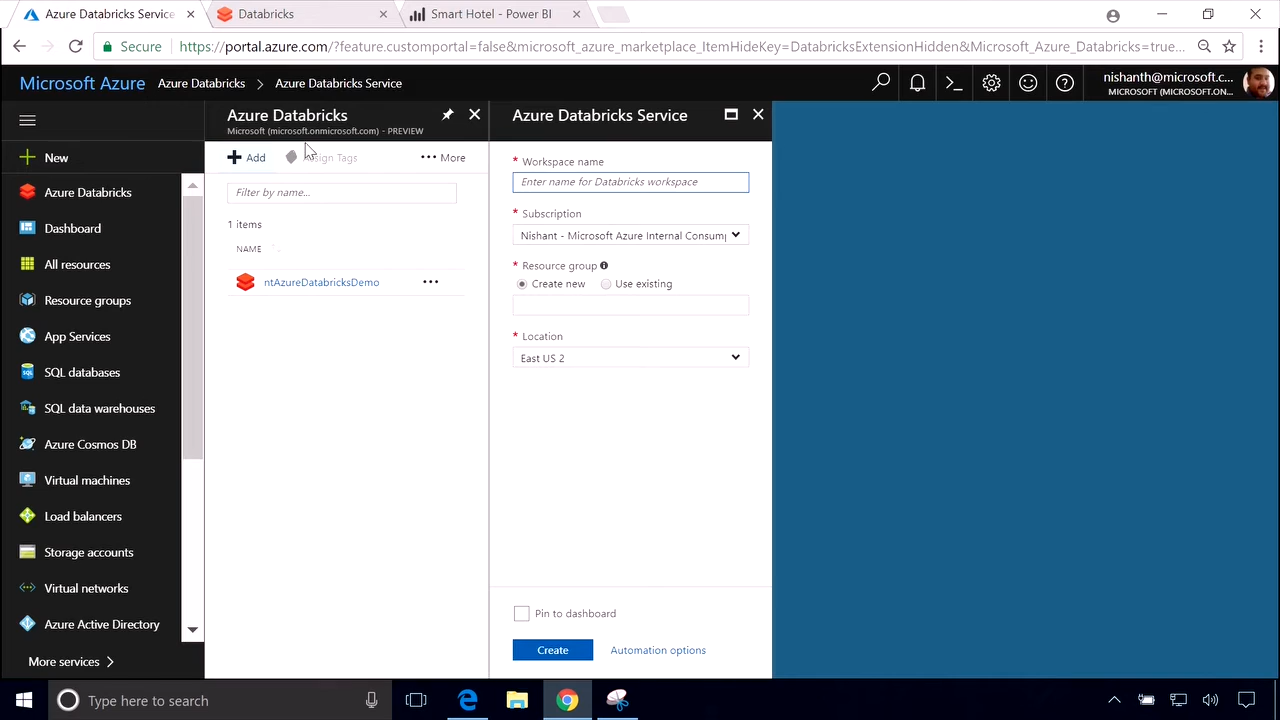 Azure Databricks Service
Databricks
Smart Hotel - Power BI
Secure
https://portal.azure.com/?feature.customportal=false&microsoft_azure_marketplace_ItemHideKey=DatabricksExtensionHidden&Microsoft_Azure_Databricks=true...
Microsoft Azure
Azure Databricks
Azure Databricks Service
nishanth@microsoft.c...
MICROSOFT (MICROSOFT.ON...
New
Azure Databricks
Dashboard
All resources
Resource groups
App Services
SQL databases
SQL data warehouses
Azure Cosmos DB
Virtual machines
Load balancers
Storage accounts
Virtual networks
Azure Active Directory
More services
Azure Databricks
Microsoft (microsoft.onmicrosoft.com) - PREVIEW
Add
Assign Tags
More
Filter by name...
1 items
NAME
ntAzureDatabricksDemo
Azure Databricks Service
* Workspace name
Enter name for Databricks workspace
* Subscription
Nishant - Microsoft Azure Internal Consump
* Resource group
Create new
Use existing
* Location
East US 2
Pin to dashboard
Create
Automation options
Type here to search